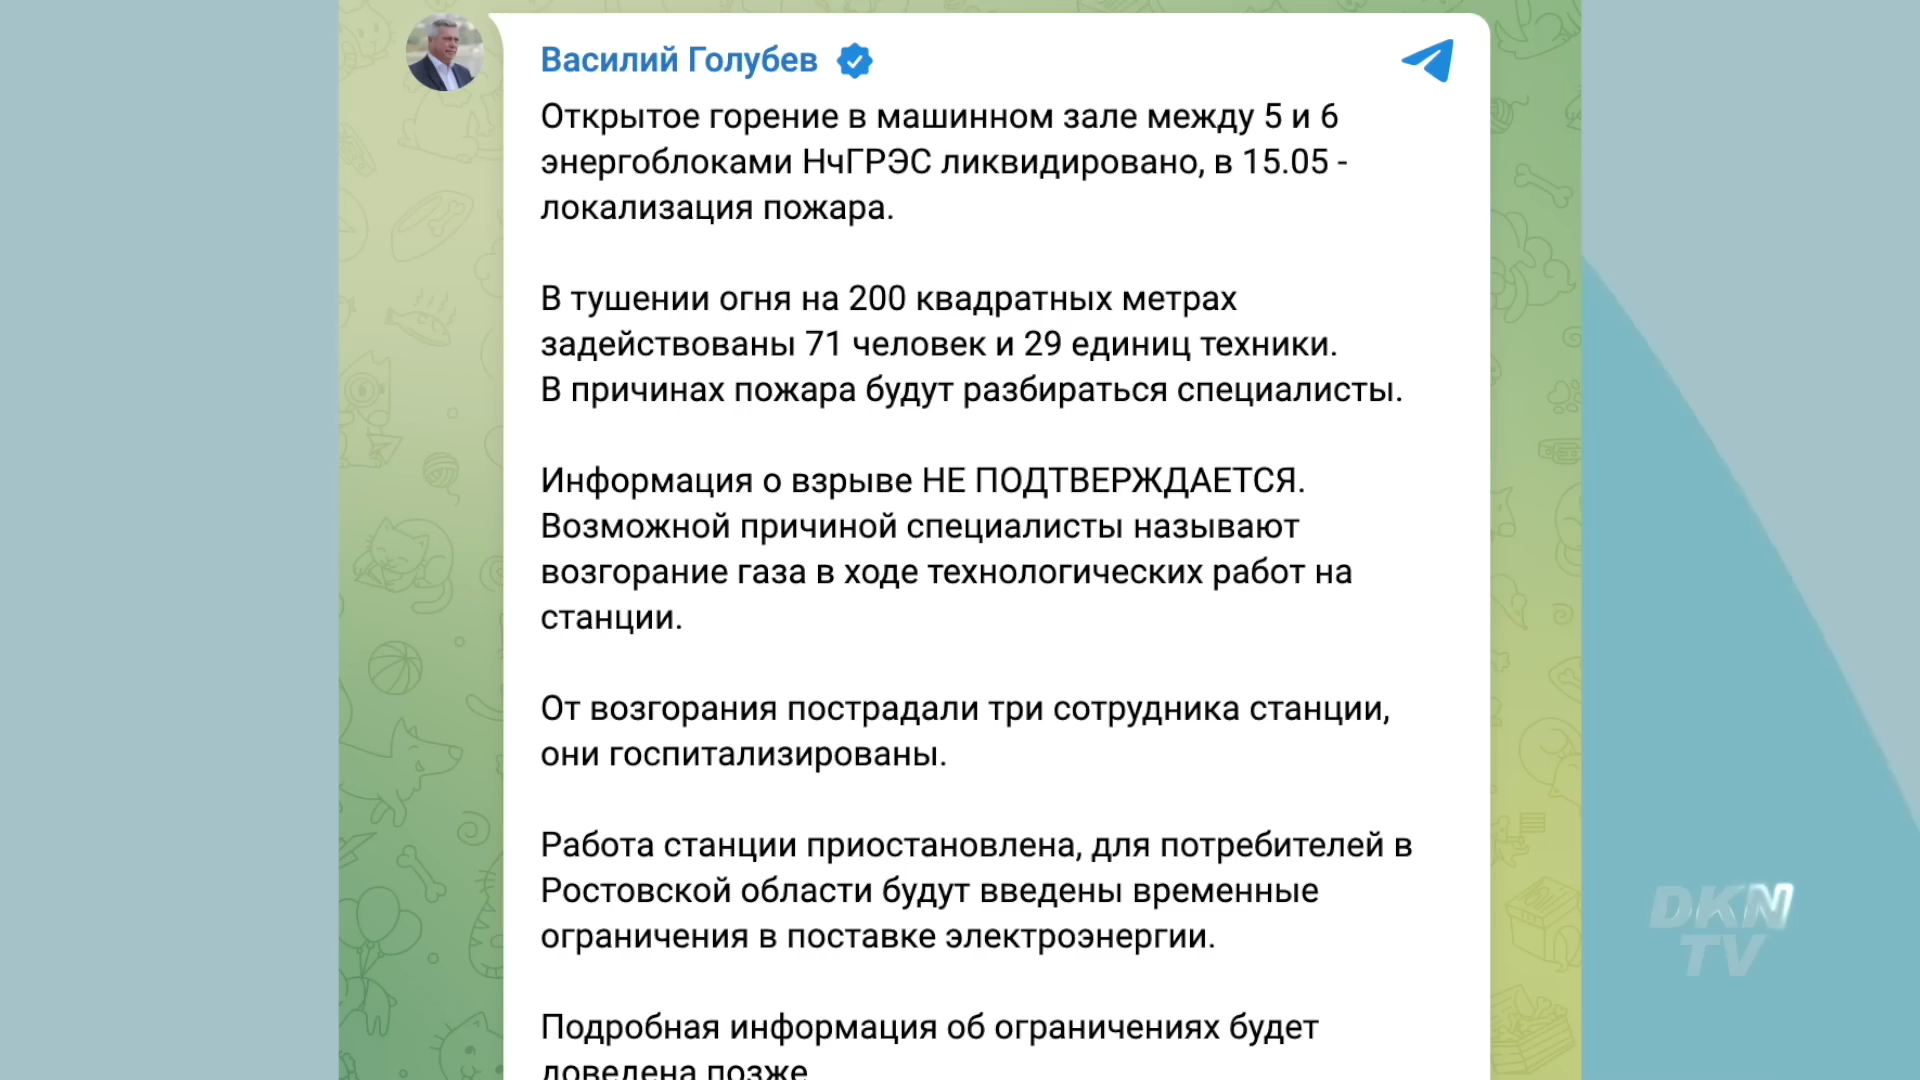 Василий Голубев
Открытое горение в машинном зале между 5 и 6
энергоблоками НчГРЭС ликвидировано, в 15.05 -
локализация пожара.
В тушении огня на 200 квадратных метрах
задействованы 71 человек и 29 единиц техники.
В причинах пожара будут разбираться специалисты.
Информация о взрыве НЕ ПОДТВЕРЖДАЕТСЯ.
Возможной причиной специалисты называют
возгорание газа в ходе технологических работ на
станции.
От возгорания пострадали три сотрудника станции,
они госпитализированы.
Работа станции приостановлена, для потребителей в
Ростовской области будут введены временные
ограничения в поставке электроэнергии.
Подробная информация об ограничениях будет
доведена позже
DKN
TV